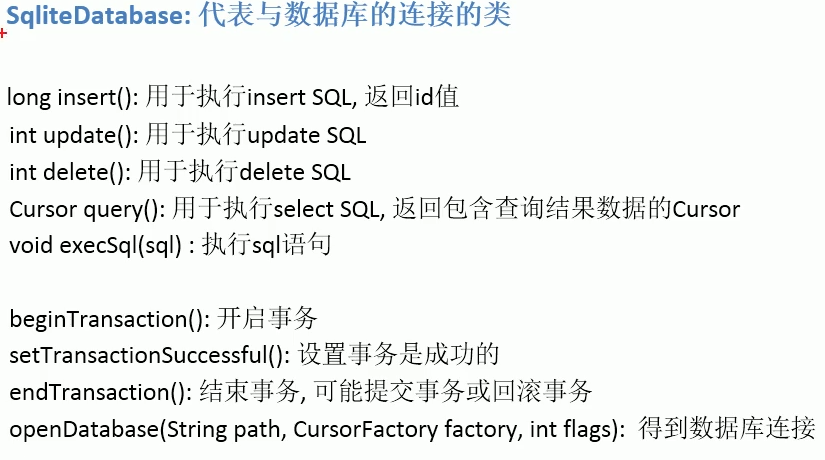 SqliteDatabase: 代表与数据库的连接的类
long insert(): 用于执行insert SQL, 返回id值
int update(): 用于执行update SQL
int delete(): 用于执行delete SQL
Cursor query(): 用于执行select SQL, 返回包含查询结果数据的Cursor
void execSql(sql) : 执行sql语句
beginTransaction(): 开启事务
setTransactionSuccessful(): 设置事务是成功的
endTransaction(): 结束事务, 可能提交事务或回滚事务
openDatabase(String path, CursorFactory factory, int flags): 得到数据库连接